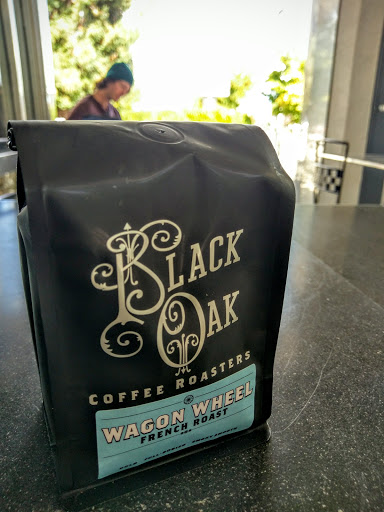 BLACK
OAK
COFFEE ROASTERS
WAGON WHEEL
FRENCH ROAST